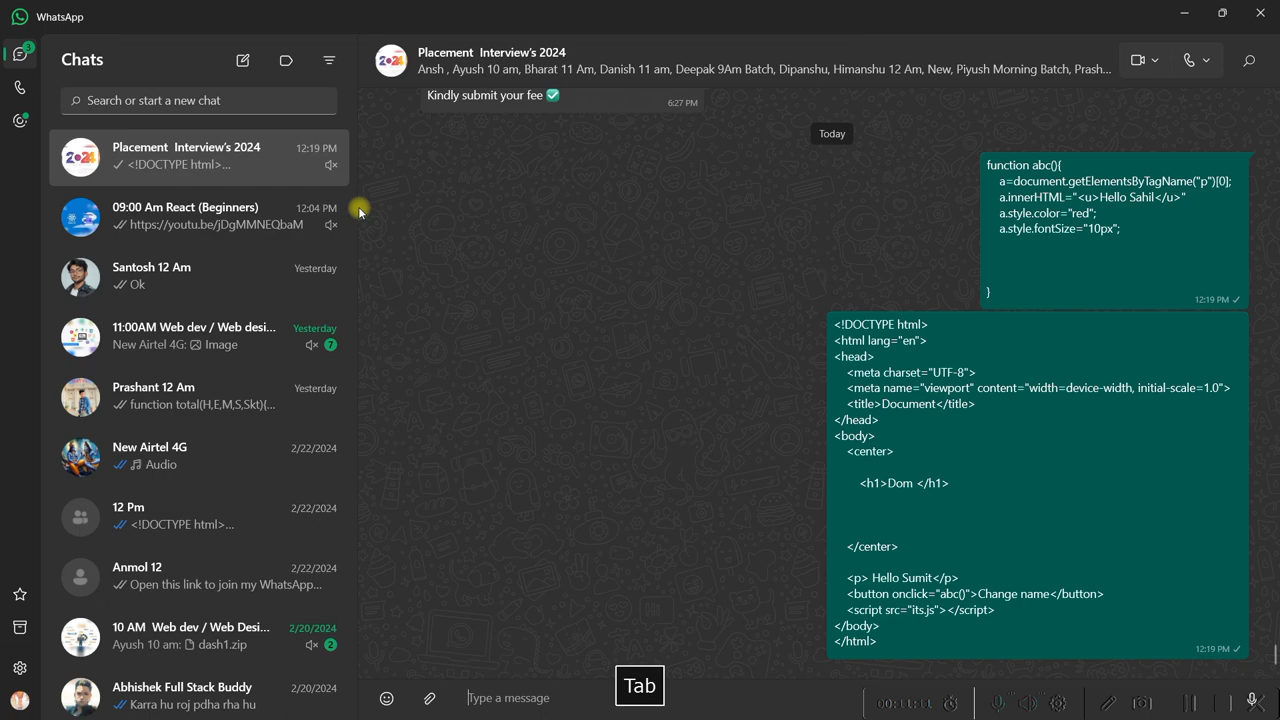 WhatsApp
3
Chats
Search or start a new chat
2024
Placement Interview's 2024
12:19 PM
<!DOCTYPE html>...
09:00 Am React (Beginners)
12:04 PM
https://youtu.be/jDgMMNEQbaM
Santosh 12 Am
Yesterday
Ok
11:00AM Web dev / Web desi...
Yesterday
New Airtel 4G: Image
7
Prashant 12 Am
Yesterday
function total(H,E,M,S,Skt){...
New Airtel 4G
2/22/2024
Audio
12 Pm
2/22/2024
<!DOCTYPE html>...
Anmol 12
2/22/2024
Open this link to join my WhatsApp...
10 AM Web dev / Web Desi...
2/20/2024
Ayush 10 am: dash1.zip
2
Abhishek Full Stack Buddy
2/20/2024
Karra hu roj pdha rha hu
2024
Placement Interview's 2024
Ansh , Ayush 10 am, Bharat 11 Am, Danish 11 am, Deepak 9Am Batch, Dipanshu, Himanshu 12 Am, New, Piyush Morning Batch, Prash...
Kindly submit your fee ✅
6:27 PM
Today
function abc(){
a=document.getElementsByTagName("p")[0];
a.innerHTML="<u>Hello Sahil</u>"
a.style.color="red";
a.style.fontSize="10px";
}
12:19 PM
<!DOCTYPE html>
<html lang="en">
<head>
<meta charset="UTF-8">
<meta name="viewport" content="width=device-width, initial-scale=1.0">
<title>Document</title>
</head>
<body>
<center>
<h1>Dom </h1>
</center>
<p> Hello Sumit</p>
<button onclick="abc()">Change name</button>
<script src="its.js"></script>
</body>
</html>
12:19 PM
Type a message
Tab
00:11:11